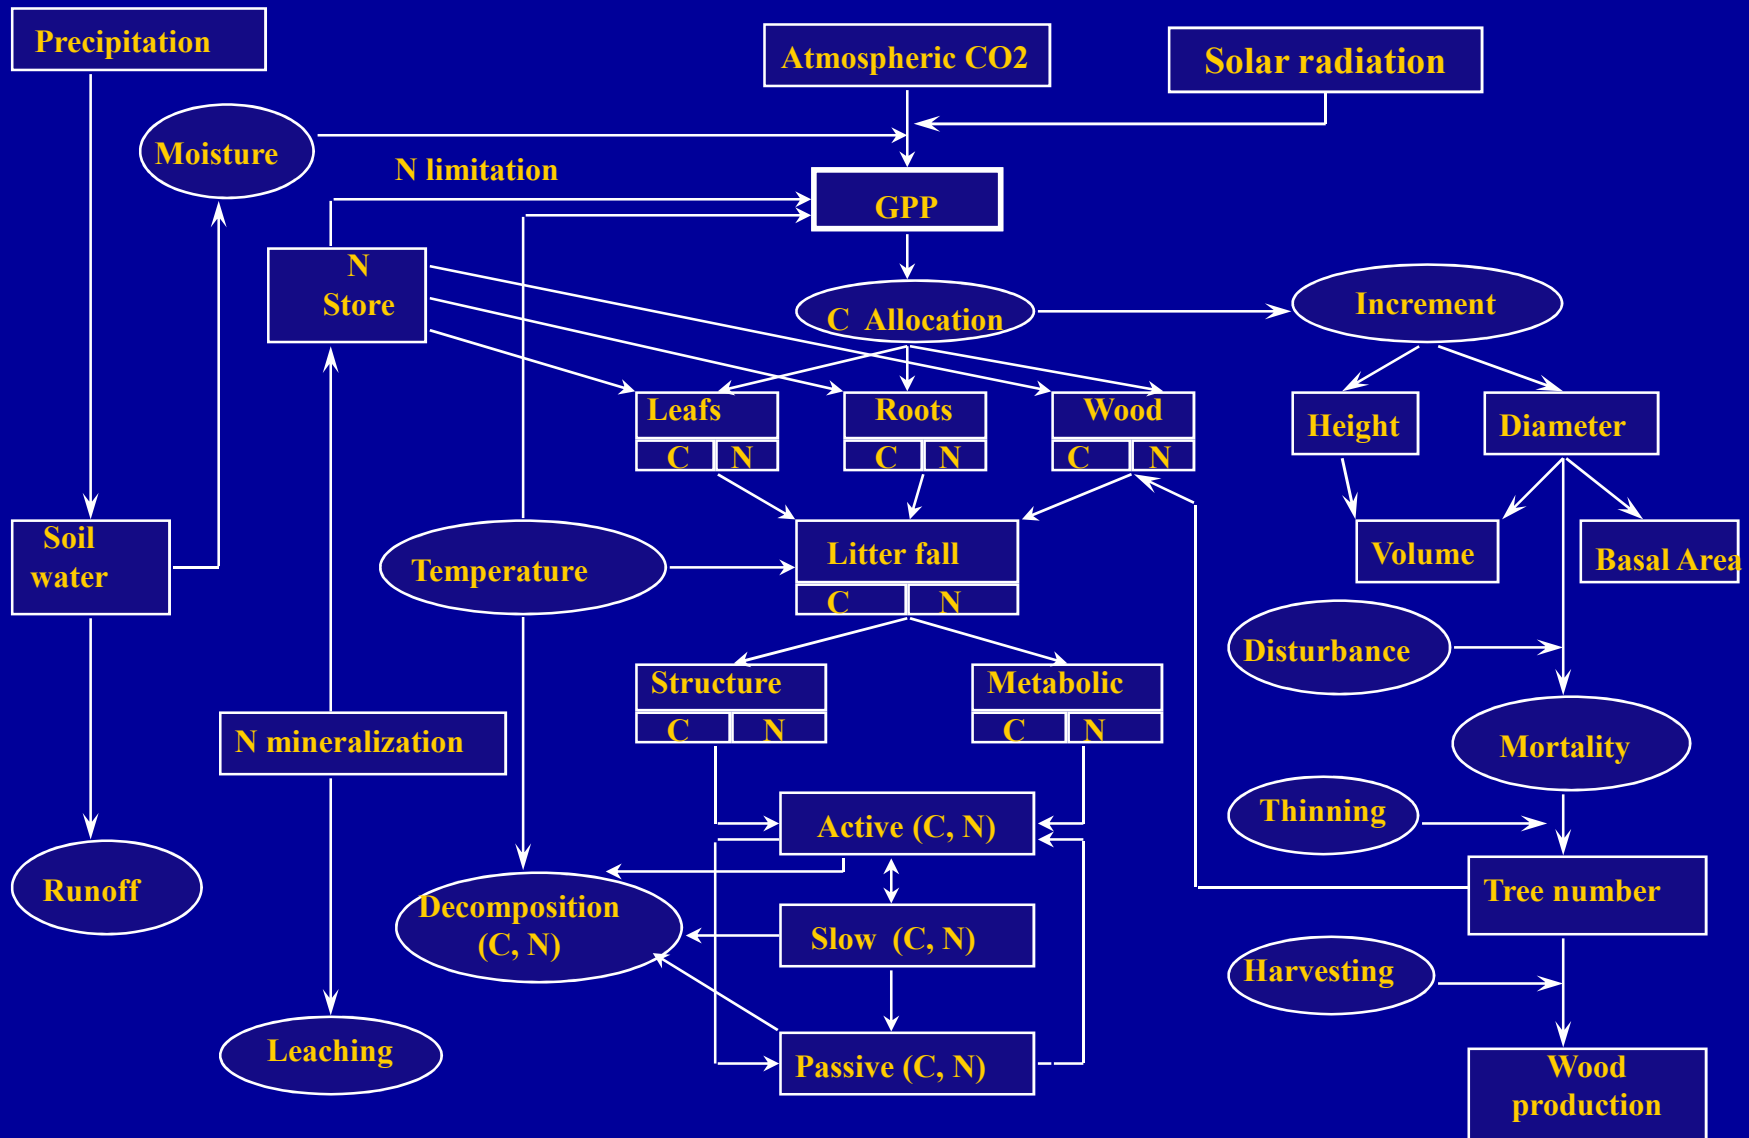 Precipitation
Atmospheric CO2
Solar radiation
Moisture
N limitation
GPP
N
Store
C Allocation
Increment
Leafs
Roots
Wood
Height
Diameter
C N
C N
C N
Soil
water
Temperature
Litter fall
Volume
Basal Area
C N
Disturbance
Structure
Metabolic
C N
C N
N mineralization
Mortality
Thinning
Active (C, N)
Runoff
Decomposition
(C, N)
Tree number
Slow (C, N)
Harvesting
Leaching
Passive (C, N)
Wood
production